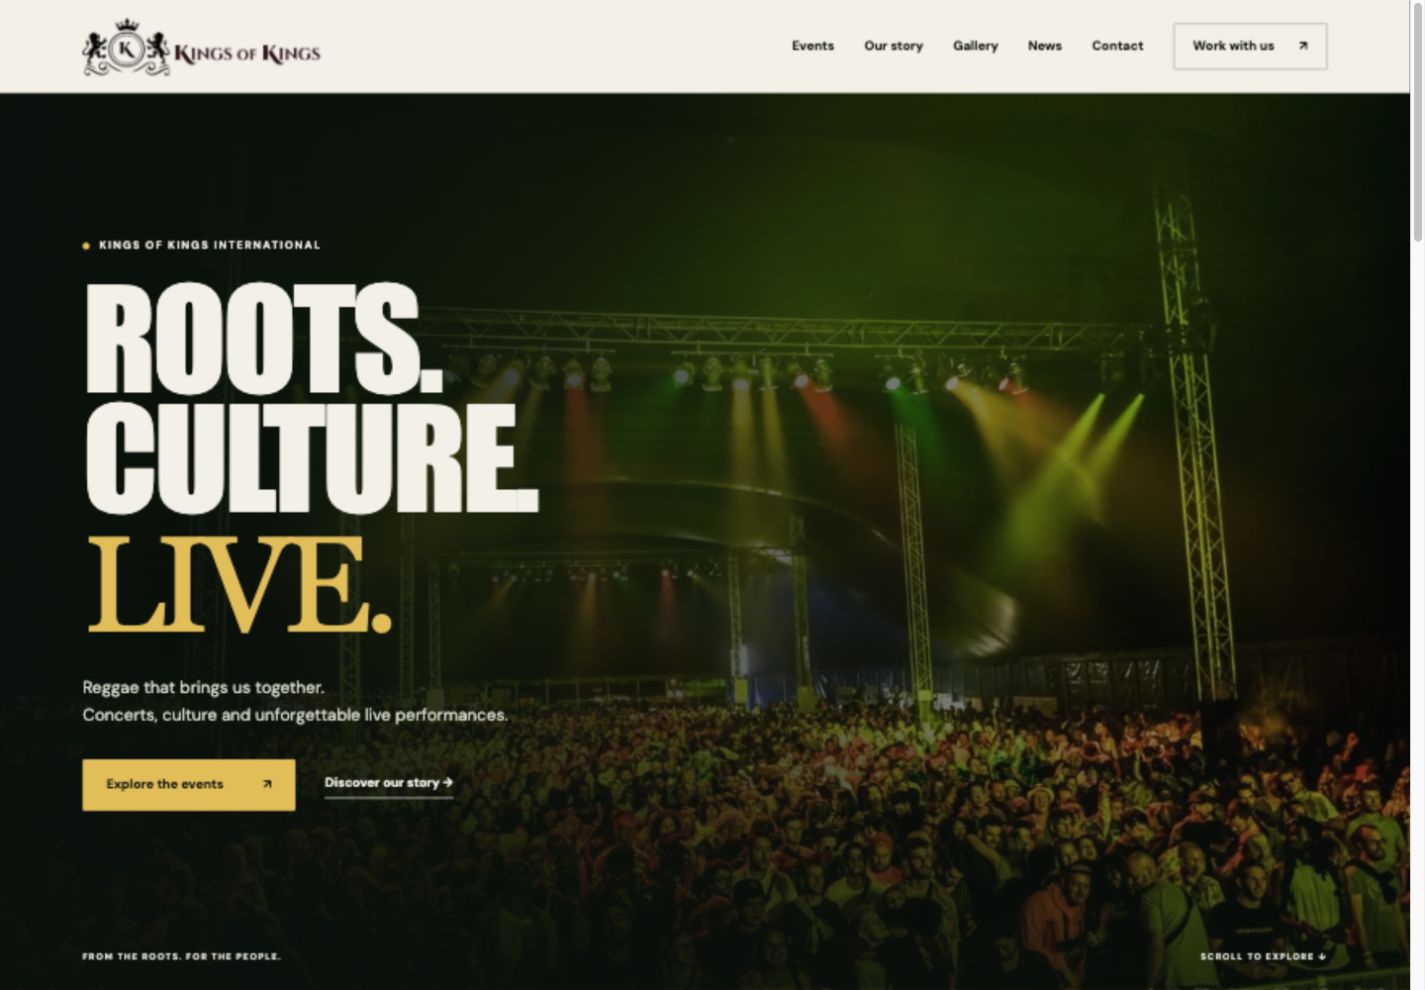 K KINGS OF KINGS
Events Our story Gallery News Contact Work with us ↗
KINGS OF KINGS INTERNATIONAL
ROOTS.
CULTURE.
LIVE.
Reggae that brings us together.
Concerts, culture and unforgettable live performances.
Explore the events ↗ Discover our story →
FROM THE ROOTS. FOR THE PEOPLE. SCROLL TO EXPLORE ↓